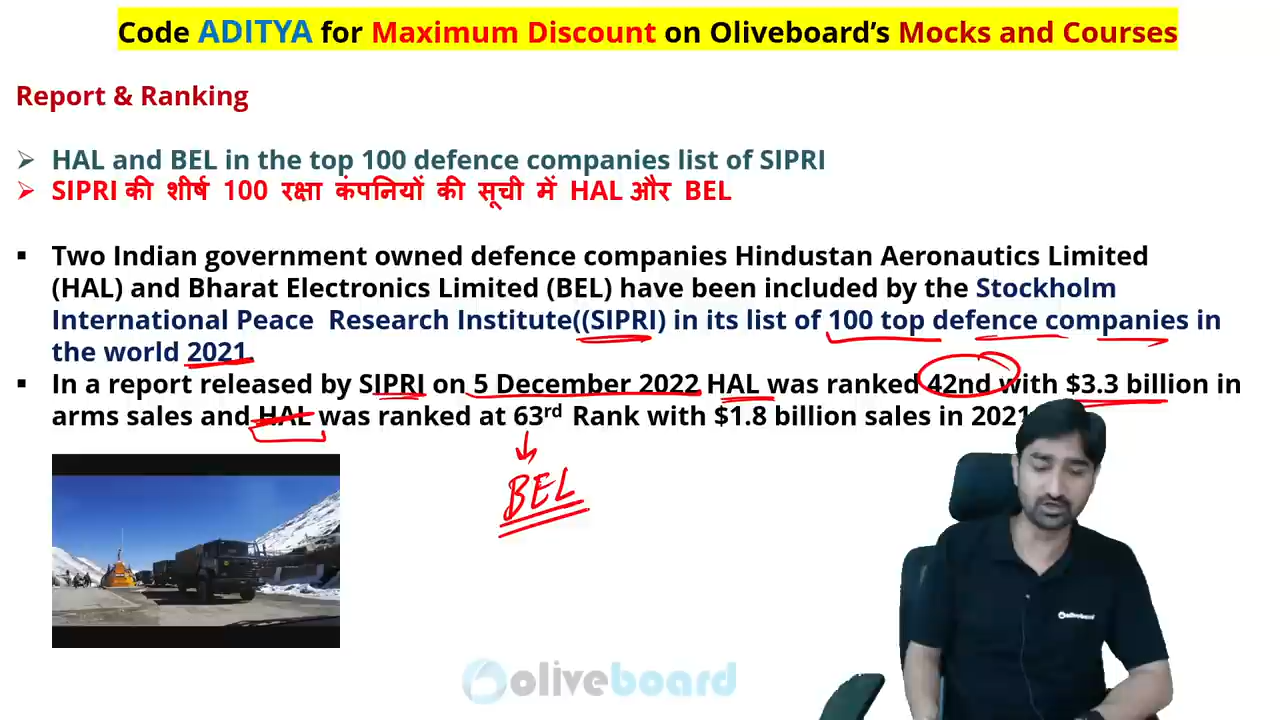 Code ADITYA for Maximum Discount on Oliveboard's Mocks and Courses
Report & Ranking
➢ HAL and BEL in the top 100 defence companies list of SIPRI
➢ SIPRI की शीर्ष 100 रक्षा कंपनियों की सूची में HAL और BEL
▪ Two Indian government owned defence companies Hindustan Aeronautics Limited
(HAL) and Bharat Electronics Limited (BEL) have been included by the Stockholm
International Peace Research Institute((SIPRI) in its list of 100 top defence companies in
the world 2021.
▪ In a report released by SIPRI on 5 December 2022 HAL was ranked 42nd with $3.3 billion in
arms sales and HAL was ranked at 63rd Rank with $1.8 billion sales in 2021
BEL
oliveboard
oliveboard